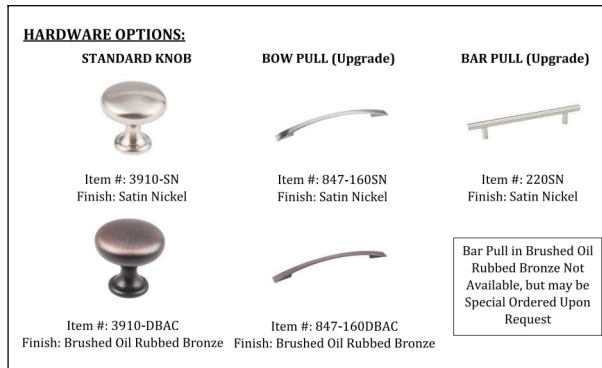 HARDWARE OPTIONS:
STANDARD KNOB
BOW PULL (Upgrade)
BAR PULL (Upgrade)
Item #: 3910-SN
Finish: Satin Nickel
Item #: 847-160SN
Finish: Satin Nickel
Item #: 220SN
Finish: Satin Nickel
Item #: 3910-DBAC
Finish: Brushed Oil Rubbed Bronze
Item #: 847-160DBAC
Finish: Brushed Oil Rubbed Bronze
Bar Pull in Brushed Oil
Rubbed Bronze Not
Available, but may be
Special Ordered Upon
Request